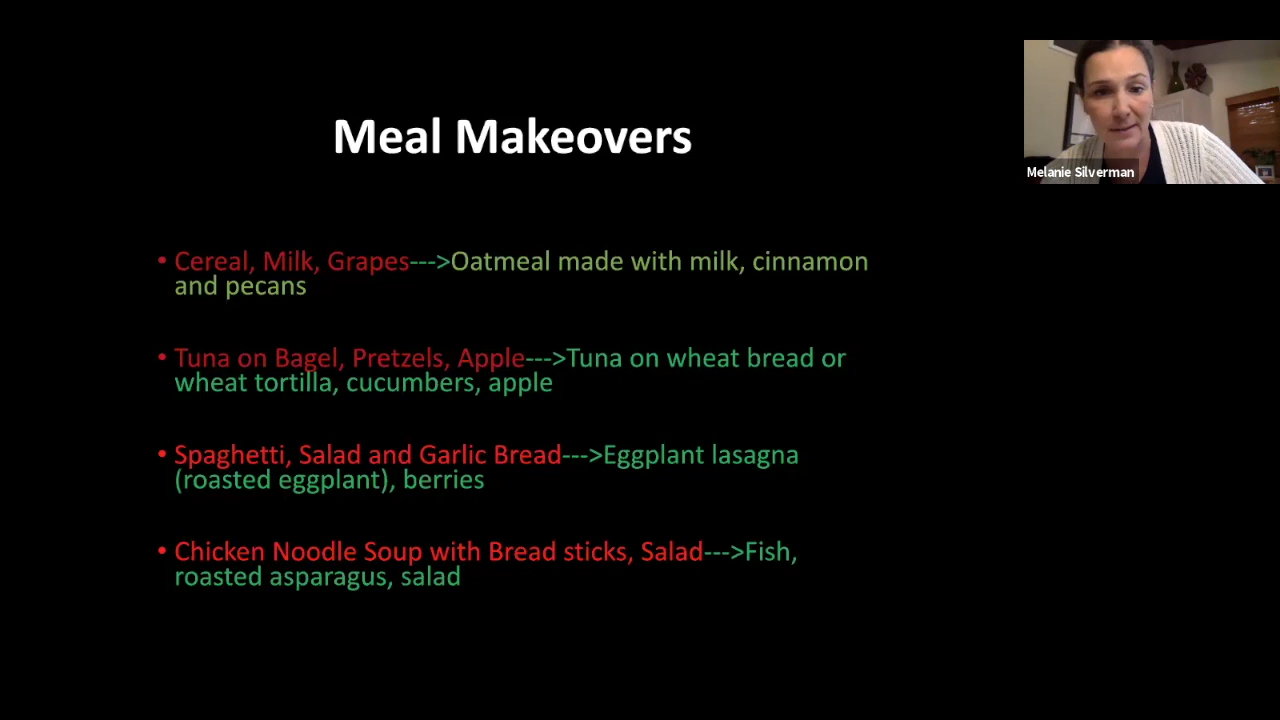 Meal Makeovers
Melanie Silverman
• Cereal, Milk, Grapes--->Oatmeal made with milk, cinnamon
and pecans
• Tuna on Bagel, Pretzels, Apple--->Tuna on wheat bread or
wheat tortilla, cucumbers, apple
• Spaghetti, Salad and Garlic Bread--->Eggplant lasagna
(roasted eggplant), berries
• Chicken Noodle Soup with Bread sticks, Salad--->Fish,
roasted asparagus, salad